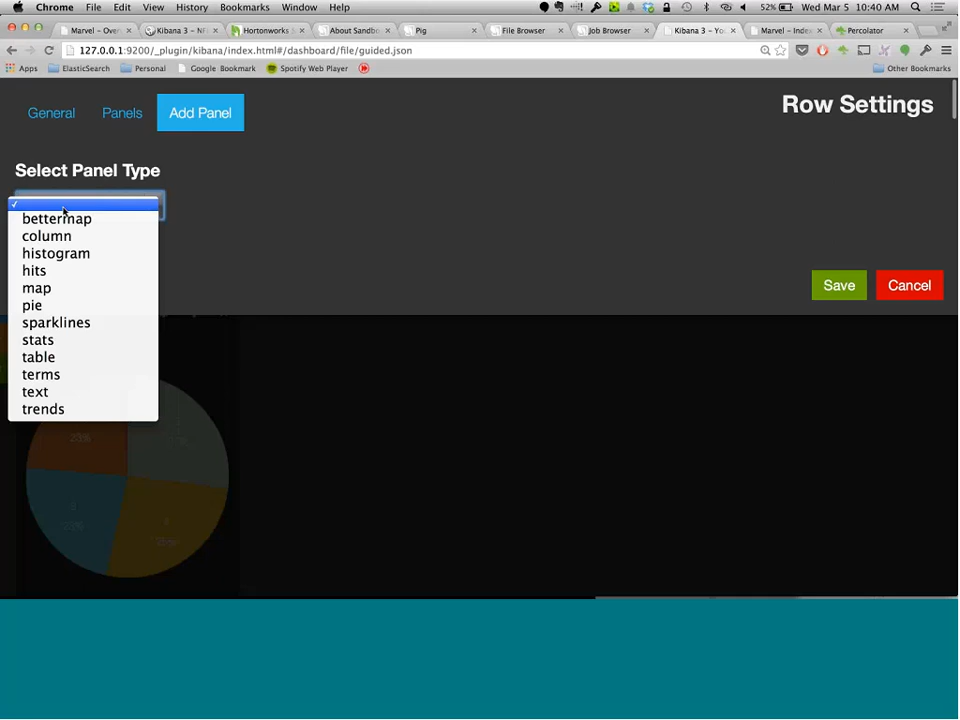 Chrome File Edit View History Bookmarks Window Help 52% Wed Mar 5 10:40 AM
Marvel – Over Kibana 3 – NF Hortonworks About Sandbo Pig File Browser Job Browser Kibana 3 – Yo Marvel – Index Percolator
127.0.0.1:9200/_plugin/kibana/index.html#/dashboard/file/guided.json
Apps ElasticSearch Personal Google Bookmark Spotify Web Player Other Bookmarks
General Panels Add Panel Row Settings
Select Panel Type
bettermap
column
histogram
hits
map
pie
sparklines
stats
table
terms
text
trends
Save Cancel